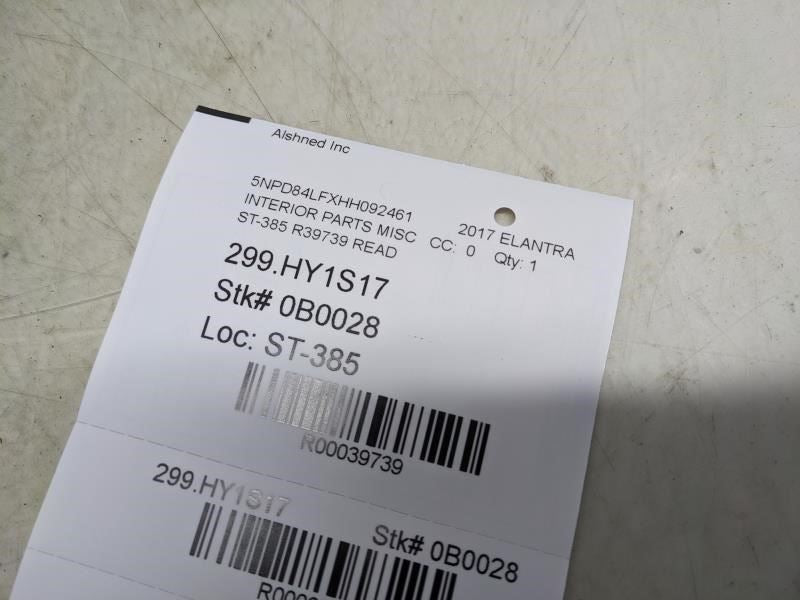 Alshned Inc
5NPD84LFXHH092461 2017 ELANTRA
INTERIOR PARTS MISC CC: 0 Qty: 1
ST-385 R39739 READ
299.HY1S17
Stk# 0B0028
Loc: ST-385
R00039739
299.HY1S17
Stk# 0B0028